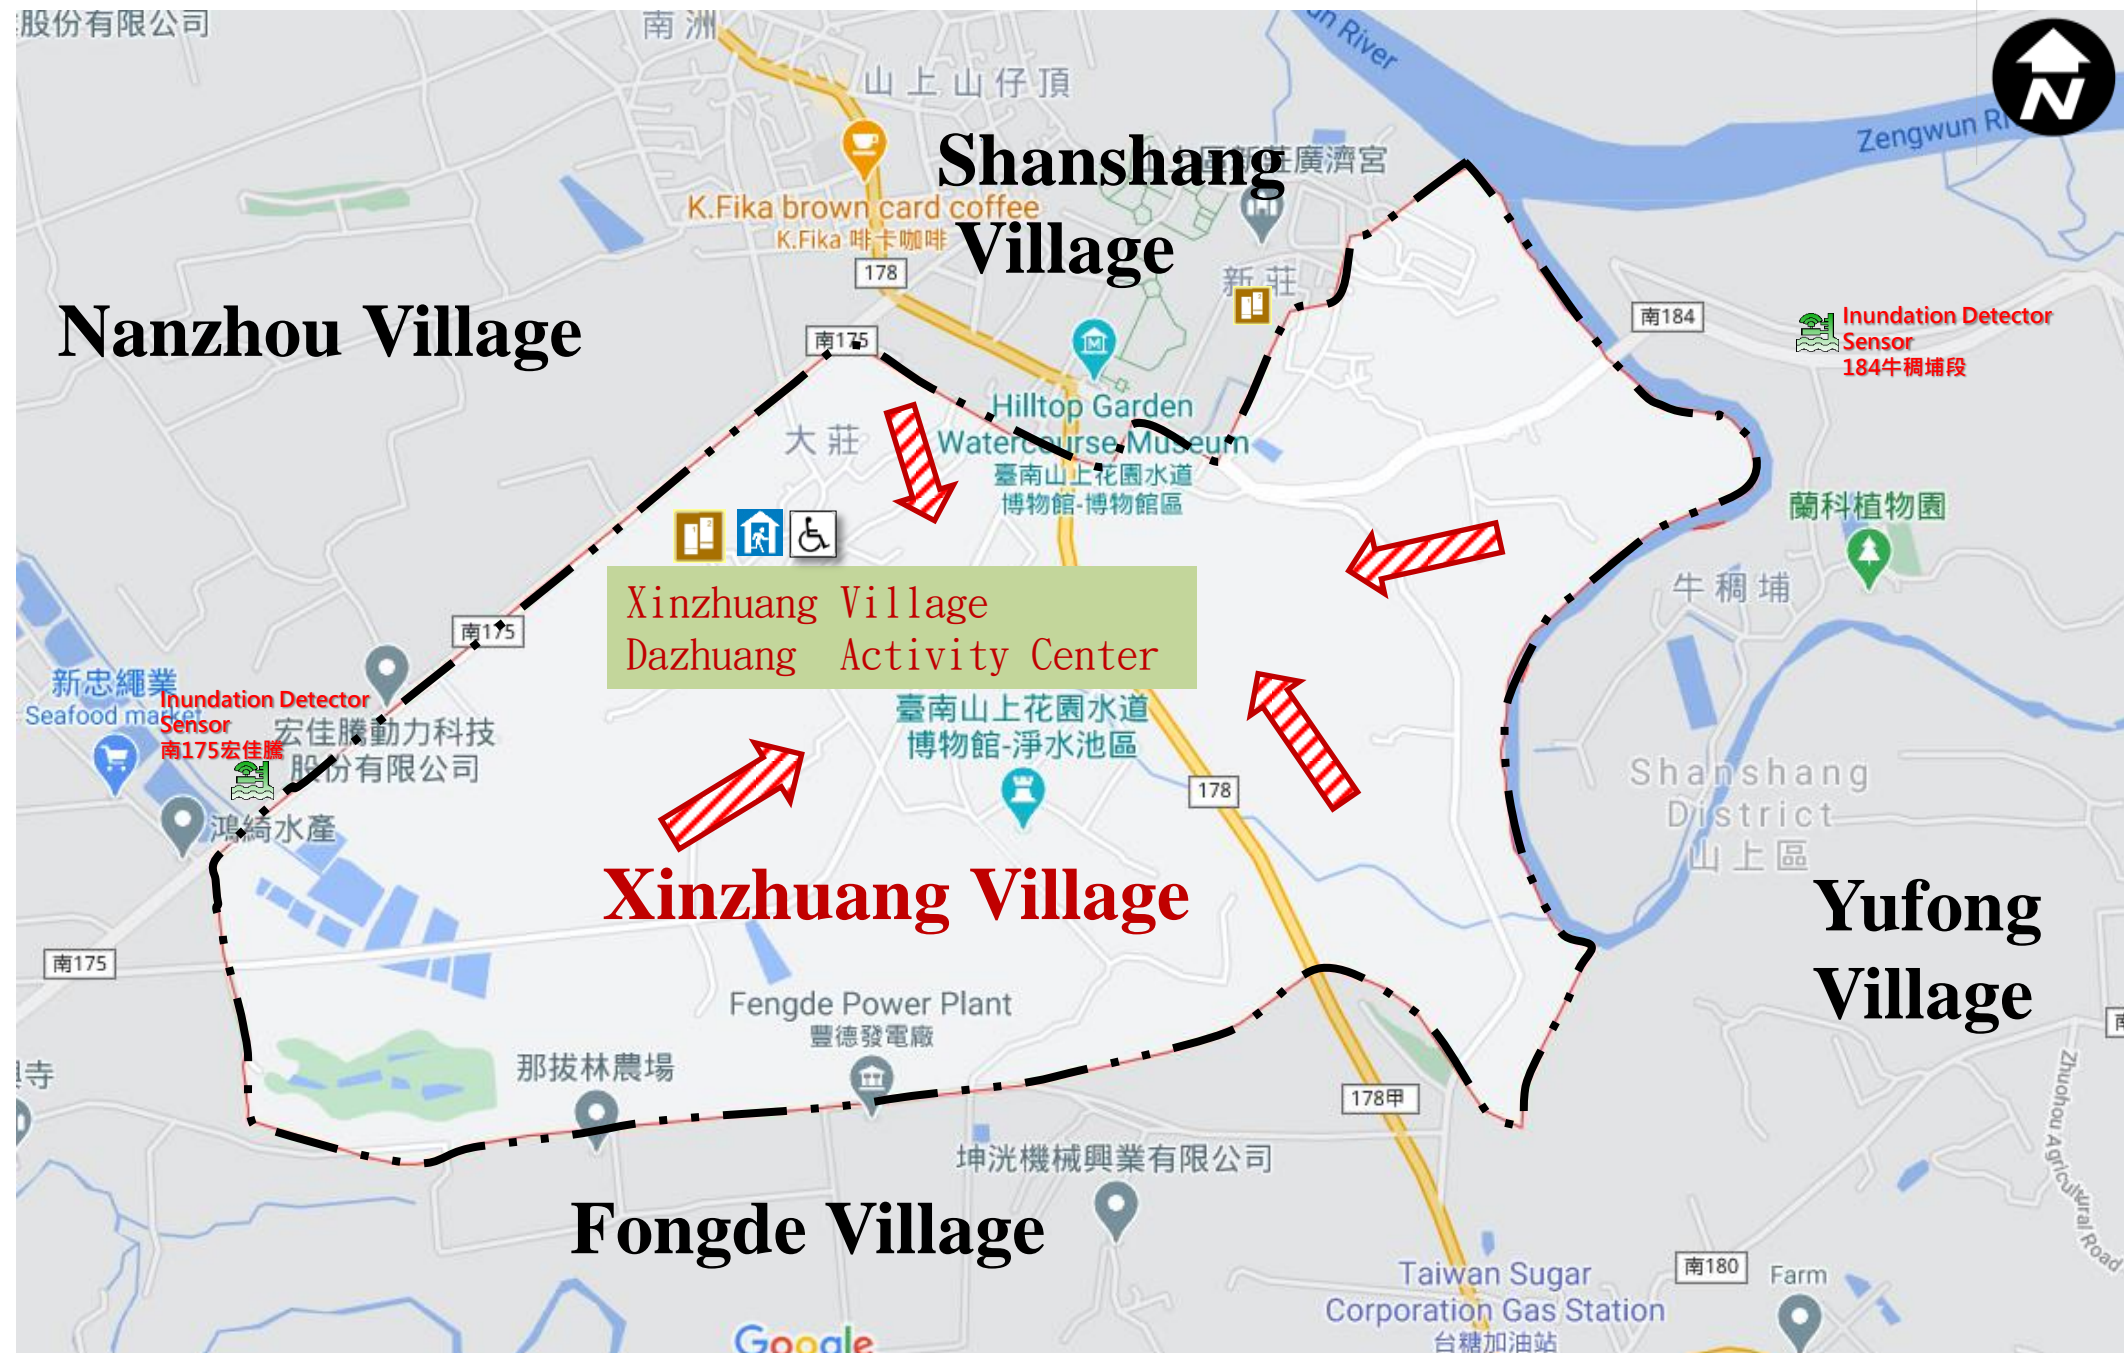 股份有限公司
南洲
山上山仔頂
River
Zengwun
N
Shanshang
Village
K.Fika brown card coffee
K.Fika 啡卡咖啡
178
新莊
Nanzhou Village
南175
南184
Inundation Detector
Sensor
184牛稠埔段
Hilltop Garden
Watercourse Museum
臺南山上花園水道
博物館-博物館區
大莊
蘭科植物園
牛稠埔
南175
Xinzhuang Village
Dazhuang Activity Center
新忠繩業
Seafood market
Inundation Detector
Sensor
南175宏佳騰
宏佳騰動力科技
股份有限公司
臺南山上花園水道
博物館-淨水池區
178
Shanshang
District
山上區
鴻綺水產
Xinzhuang Village
Yufong
Village
南175
Fengde Power Plant
豐德發電廠
那拔林農場
寺
178甲
Zhuohou Agricultural Road
坤洸機械興業有限公司
Fongde Village
Taiwan Sugar
Corporation Gas Station
台糖加油站
南180
Farm
Google